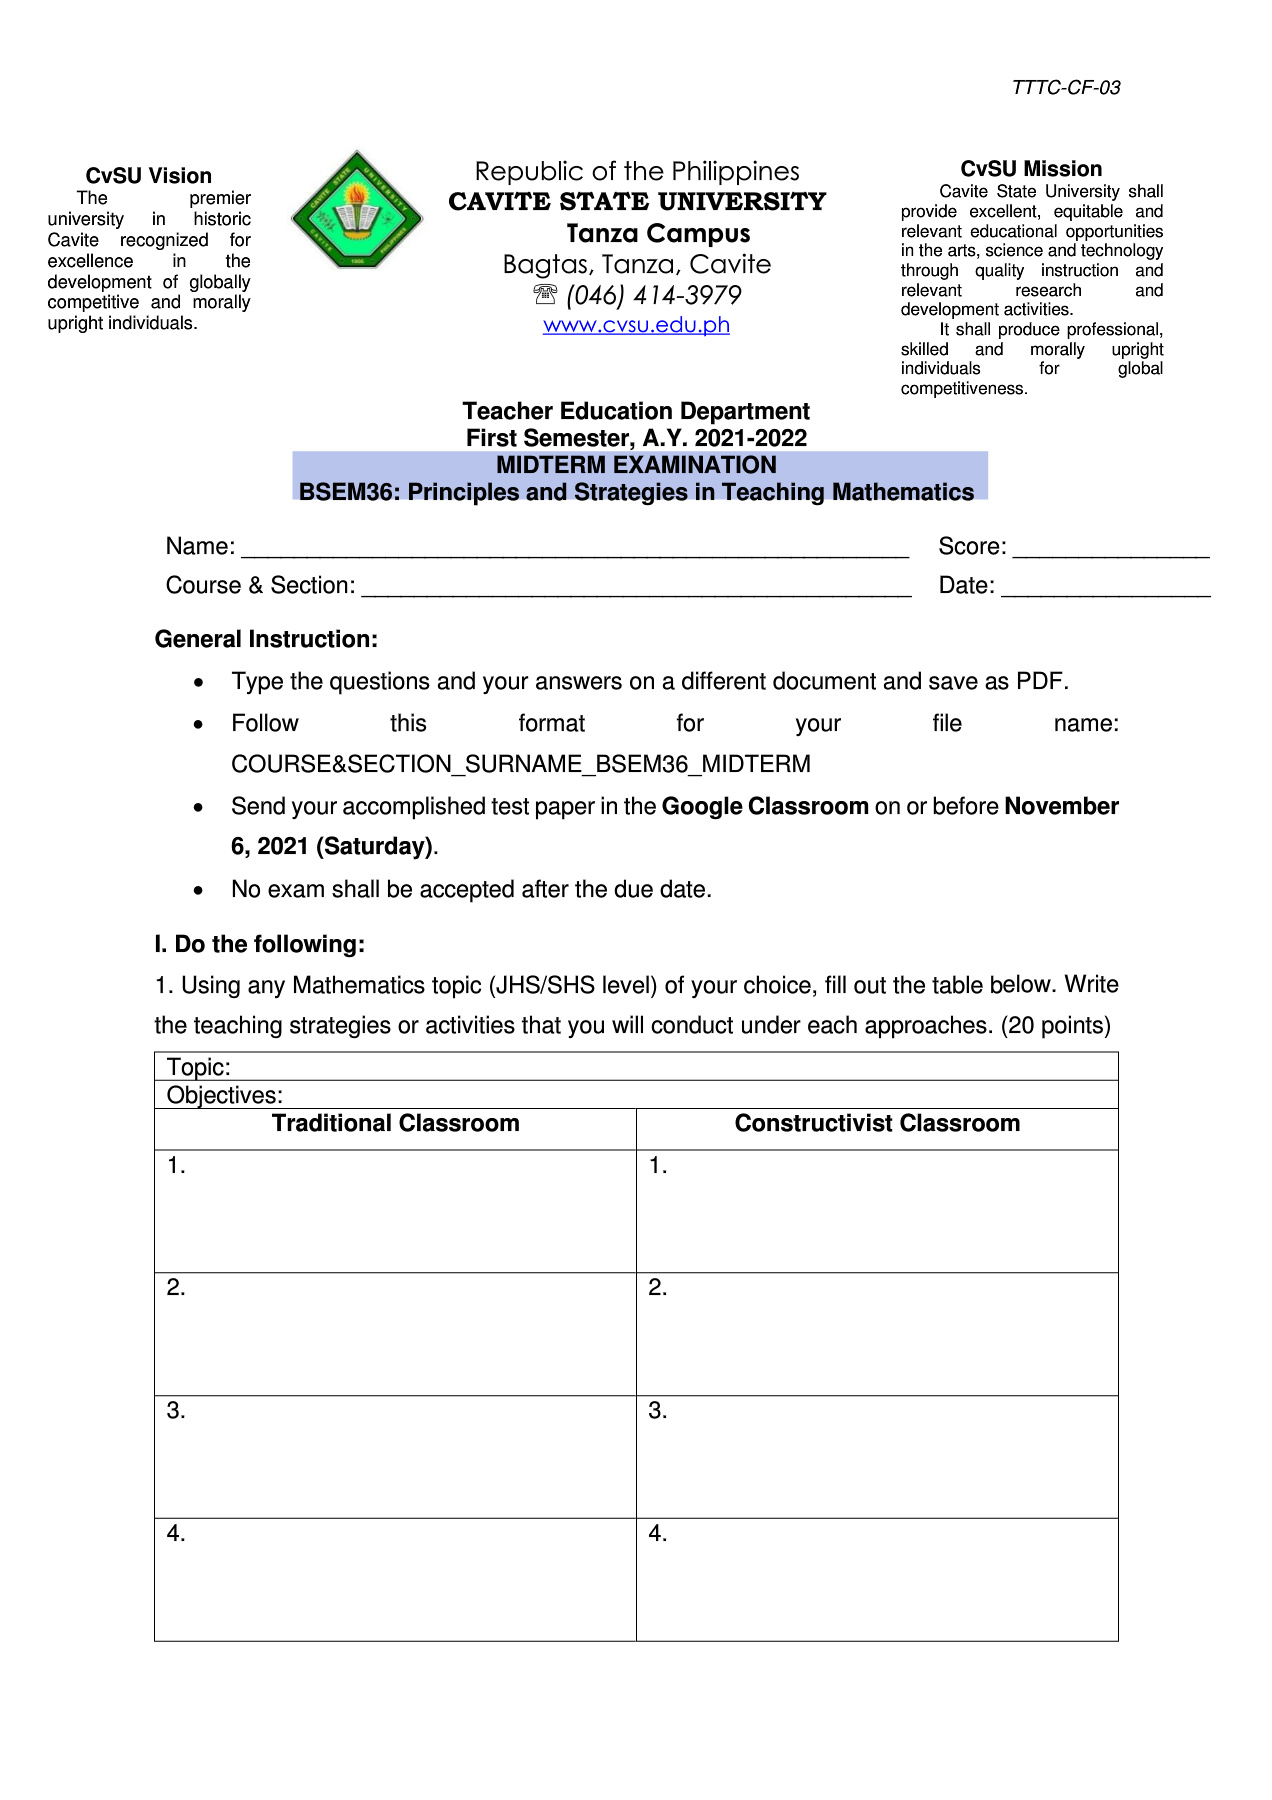 TTTC-CF-03
CvSU Vision
The premier
university in historic
Cavite recognized for
excellence in the
development of globally
competitive and morally
upright individuals.
CAVITE STATE UNIVERSITY
CAVITE
PHILIPPINES
1906
Republic of the Philippines
CAVITE STATE UNIVERSITY
Tanza Campus
Bagtas, Tanza, Cavite
☏ (046) 414-3979
www.cvsu.edu.ph
CvSU Mission
Cavite State University shall
provide excellent, equitable and
relevant educational opportunities
in the arts, science and technology
through quality instruction and
relevant research and
development activities.
It shall produce professional,
skilled and morally upright
individuals for global
competitiveness.
Teacher Education Department
First Semester, A.Y. 2021-2022
MIDTERM EXAMINATION
BSEM36: Principles and Strategies in Teaching Mathematics
Name: ____________________ Score: ____________________
Course & Section: ____________________ Date: ____________________
General Instruction:
• Type the questions and your answers on a different document and save as PDF.
• Follow this format for your file name:
COURSE&SECTION_SURNAME_BSEM36_MIDTERM
• Send your accomplished test paper in the Google Classroom on or before November
6, 2021 (Saturday).
• No exam shall be accepted after the due date.
I. Do the following:
1. Using any Mathematics topic (JHS/SHS level) of your choice, fill out the table below. Write
the teaching strategies or activities that you will conduct under each approaches. (20 points)
Topic:
Objectives:
Traditional Classroom Constructivist Classroom
1. 1.
2. 2.
3. 3.
4. 4.